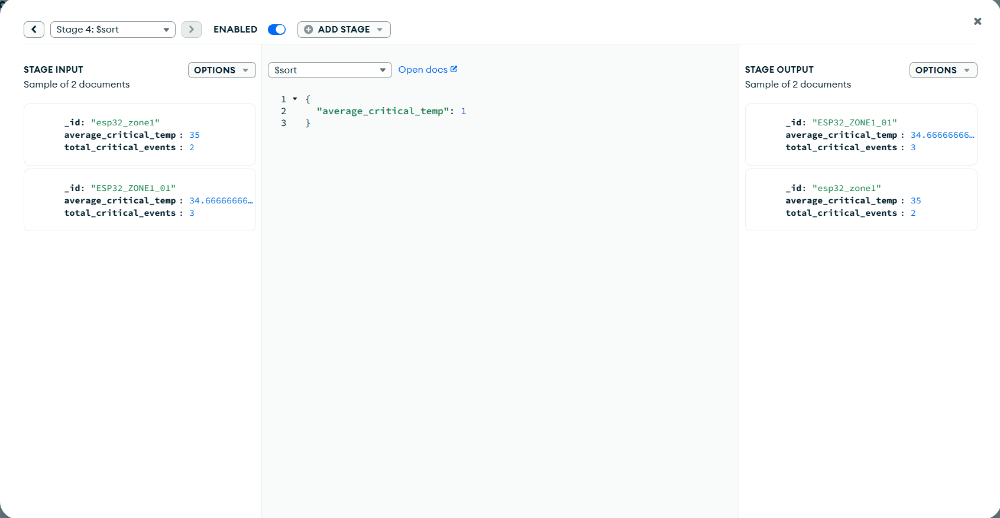 Stage 4: $sort
ENABLED
ADD STAGE
STAGE INPUT
OPTIONS
Sample of 2 documents
_id: "esp32_zone1"
average_critical_temp : 35
total_critical_events : 2
_id: "ESP32_ZONE1_01"
average_critical_temp : 34.66666666…
total_critical_events : 3
$sort
Open docs
1 {
2 "average_critical_temp": 1
3 }
STAGE OUTPUT
OPTIONS
Sample of 2 documents
_id: "ESP32_ZONE1_01"
average_critical_temp : 34.66666666…
total_critical_events : 3
_id: "esp32_zone1"
average_critical_temp : 35
total_critical_events : 2